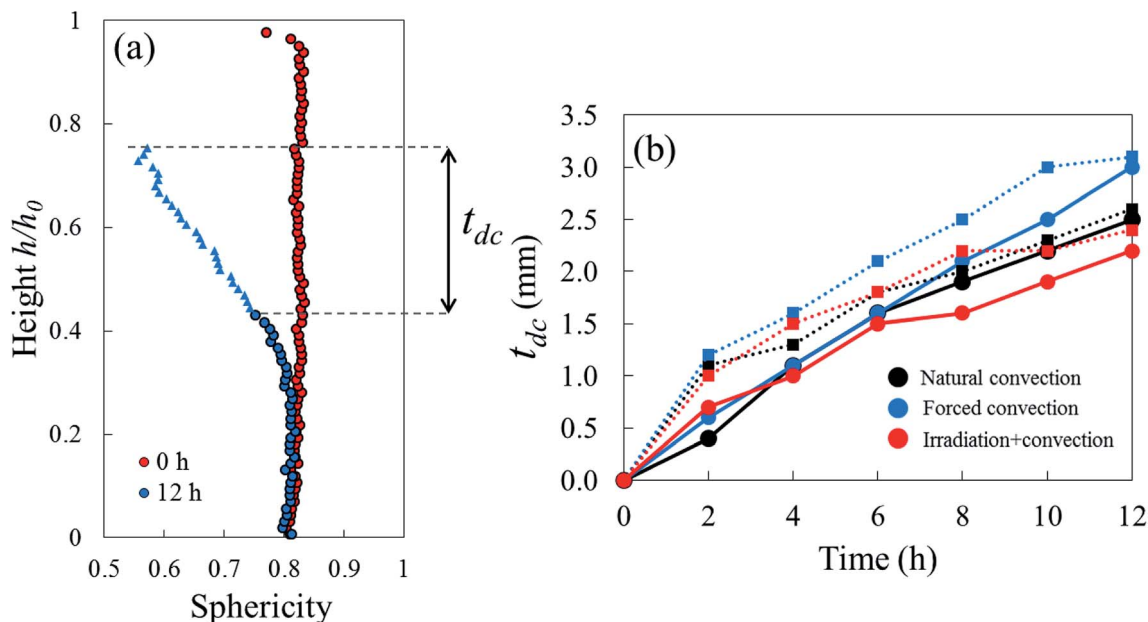 (a)
Height h/h0
1
0.8
0.6
0.4
0.2
0
0.5 0.6 0.7 0.8 0.9 1
Sphericity
0 h
12 h
tdc
(b)
tdc (mm)
3.5
3.0
2.5
2.0
1.5
1.0
0.5
0.0
0 2 4 6 8 10 12
Time (h)
Natural convection
Forced convection
Irradiation+convection